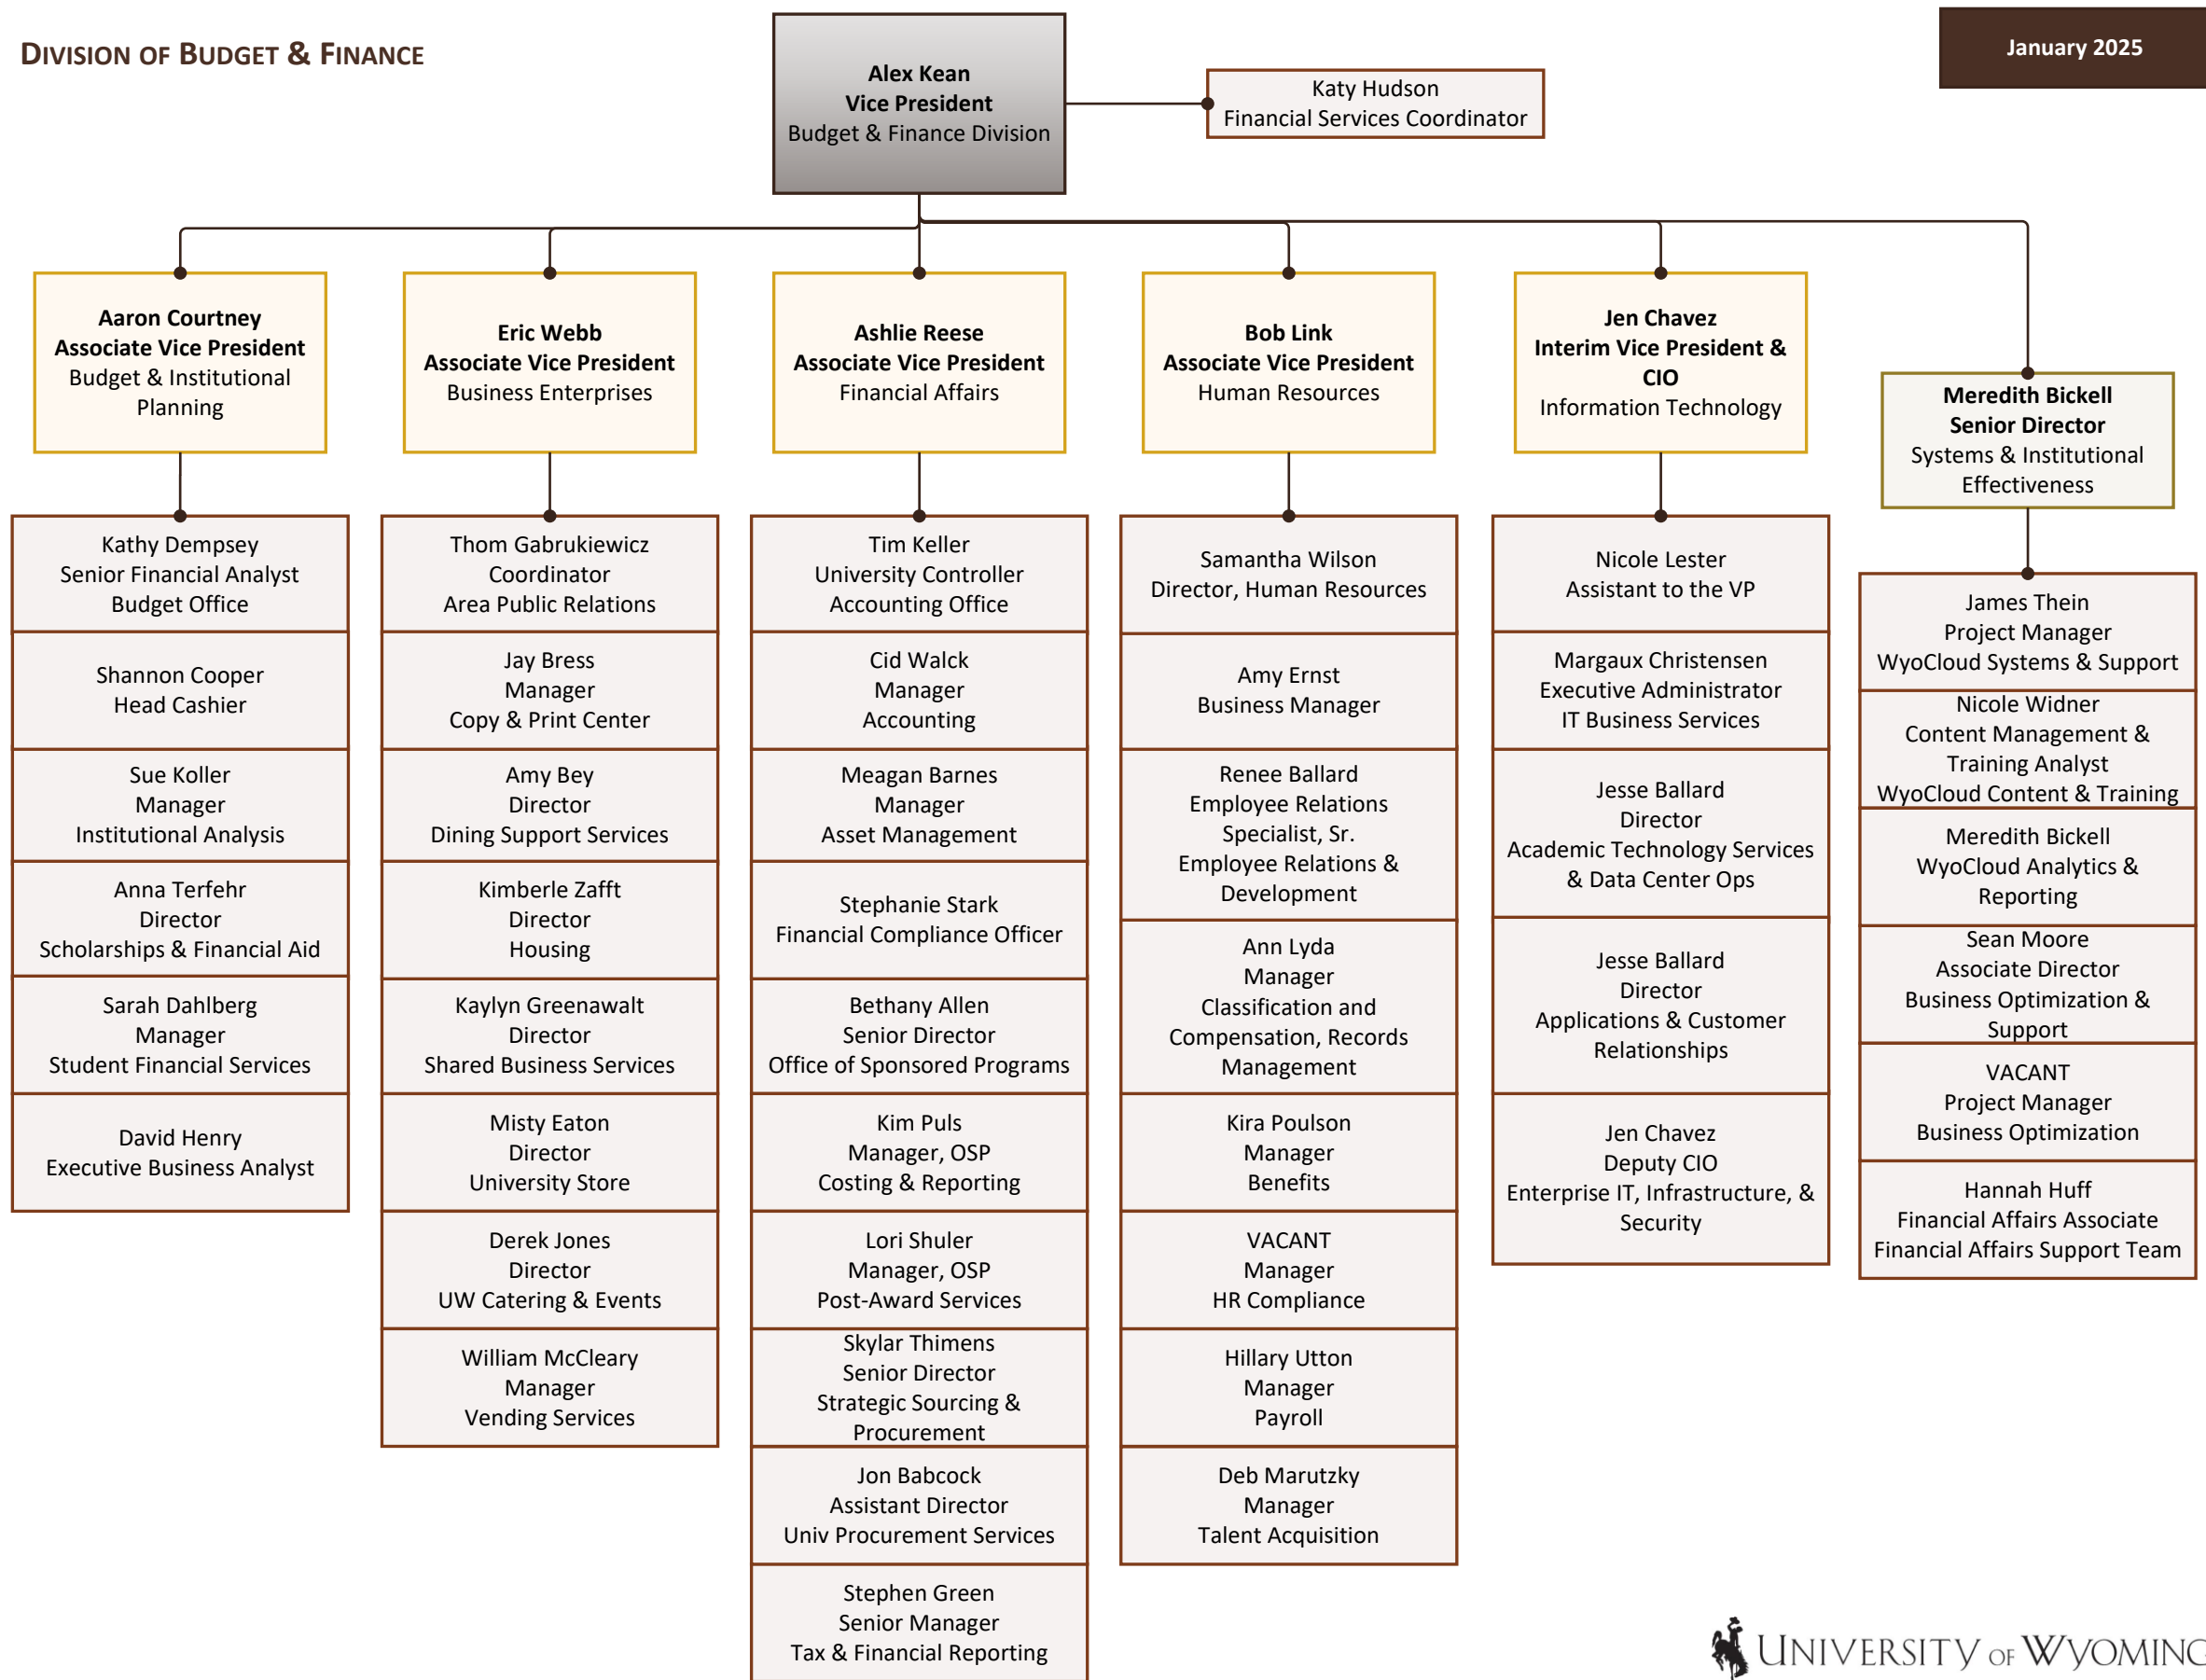 DIVISION OF BUDGET & FINANCE
January 2025
Alex Kean
Vice President
Budget & Finance Division
Katy Hudson
Financial Services Coordinator
Aaron Courtney
Associate Vice President
Budget & Institutional
Planning
Kathy Dempsey
Senior Financial Analyst
Budget Office
Shannon Cooper
Head Cashier
Sue Koller
Manager
Institutional Analysis
Anna Terfehr
Director
Scholarships & Financial Aid
Sarah Dahlberg
Manager
Student Financial Services
David Henry
Executive Business Analyst
Eric Webb
Associate Vice President
Business Enterprises
Thom Gabrukiewicz
Coordinator
Area Public Relations
Jay Bress
Manager
Copy & Print Center
Amy Bey
Director
Dining Support Services
Kimberle Zafft
Director
Housing
Kaylyn Greenawalt
Director
Shared Business Services
Misty Eaton
Director
University Store
Derek Jones
Director
UW Catering & Events
William McCleary
Manager
Vending Services
Ashlie Reese
Associate Vice President
Financial Affairs
Tim Keller
University Controller
Accounting Office
Cid Walck
Manager
Accounting
Meagan Barnes
Manager
Asset Management
Stephanie Stark
Financial Compliance Officer
Bethany Allen
Senior Director
Office of Sponsored Programs
Kim Puls
Manager, OSP
Costing & Reporting
Lori Shuler
Manager, OSP
Post-Award Services
Skylar Thimens
Senior Director
Strategic Sourcing &
Procurement
Jon Babcock
Assistant Director
Univ Procurement Services
Stephen Green
Senior Manager
Tax & Financial Reporting
Bob Link
Associate Vice President
Human Resources
Samantha Wilson
Director, Human Resources
Amy Ernst
Business Manager
Renee Ballard
Employee Relations
Specialist, Sr.
Employee Relations &
Development
Ann Lyda
Manager
Classification and
Compensation, Records
Management
Kira Poulson
Manager
Benefits
VACANT
Manager
HR Compliance
Hillary Utton
Manager
Payroll
Deb Marutzky
Manager
Talent Acquisition
Jen Chavez
Interim Vice President &
CIO
Information Technology
Nicole Lester
Assistant to the VP
Margaux Christensen
Executive Administrator
IT Business Services
Jesse Ballard
Director
Academic Technology Services
& Data Center Ops
Jesse Ballard
Director
Applications & Customer
Relationships
Jen Chavez
Deputy CIO
Enterprise IT, Infrastructure, &
Security
Meredith Bickell
Senior Director
Systems & Institutional
Effectiveness
James Thein
Project Manager
WyoCloud Systems & Support
Nicole Widner
Content Management &
Training Analyst
WyoCloud Content & Training
Meredith Bickell
WyoCloud Analytics &
Reporting
Sean Moore
Associate Director
Business Optimization &
Support
VACANT
Project Manager
Business Optimization
Hannah Huff
Financial Affairs Associate
Financial Affairs Support Team
UNIVERSITY OF WYOMING